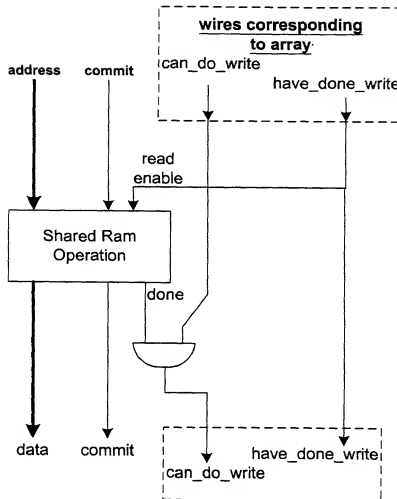 wires corresponding
to array
can_do_write
have_done_write
address
commit
read
enable
Shared Ram
Operation
done
data
commit
can_do_write
have_done_write